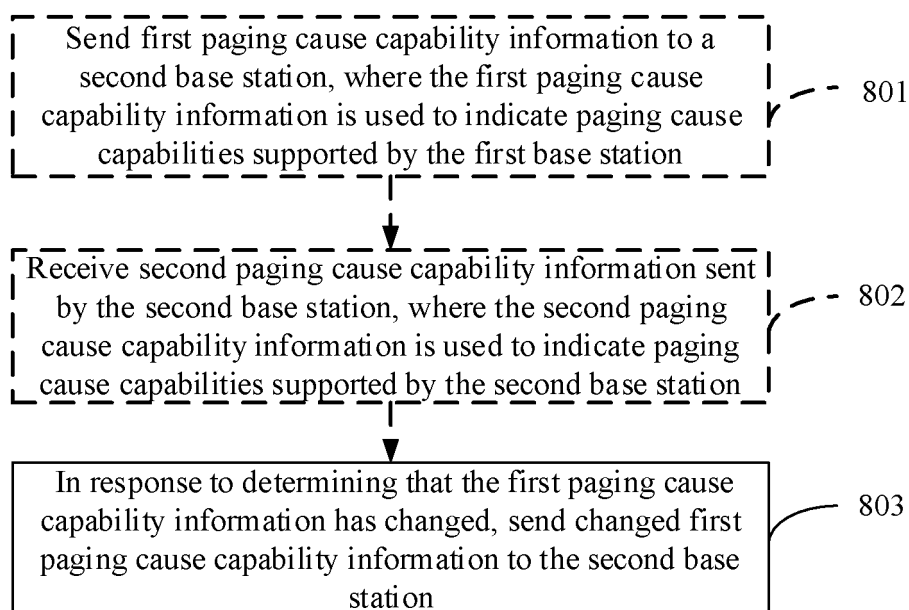 Send first paging cause capability information to a
second base station, where the first paging cause
capability information is used to indicate paging cause
capabilities supported by the first base station
801
Receive second paging cause capability information sent
by the second base station, where the second paging
cause capability information is used to indicate paging
cause capabilities supported by the second base station
802
In response to determining that the first paging cause
capability information has changed, send changed first
paging cause capability information to the second base
station
803